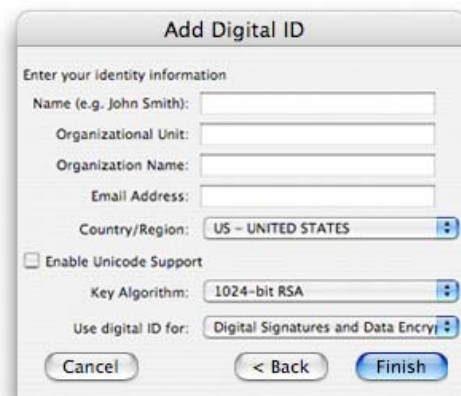 Add Digital ID
Enter your identity information
Name (e.g. John Smith):
Organizational Unit:
Organization Name:
Email Address:
Country/Region: US - UNITED STATES
Enable Unicode Support
Key Algorithm: 1024-bit RSA
Use digital ID for: Digital Signatures and Data Encry
Cancel < Back Finish